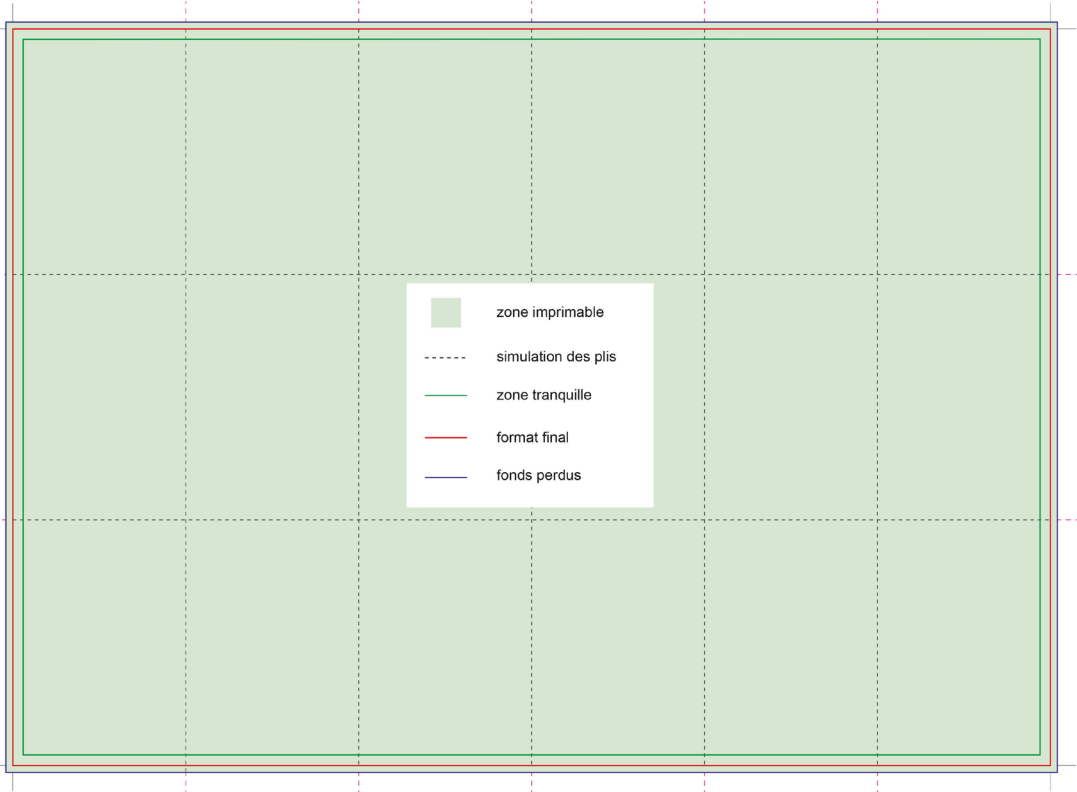 zone imprimable
simulation des plis
zone tranquille
format final
fonds perdus